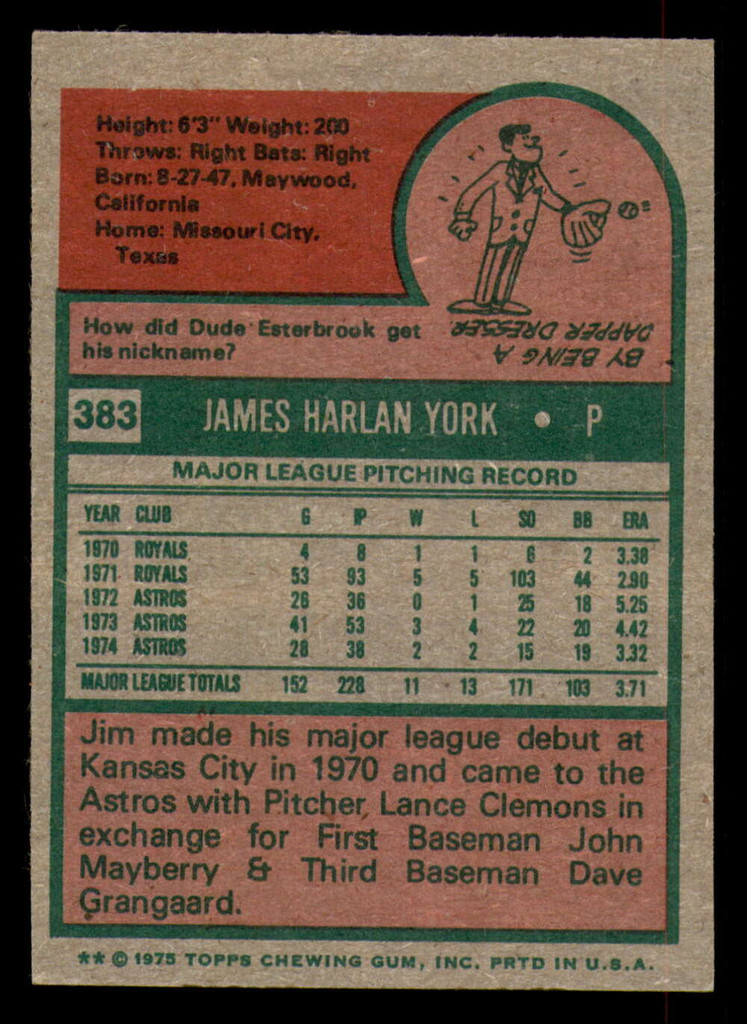 Height: 6'3" Weight: 200
Throws: Right Bats: Right
Born: 8-27-47, Maywood,
California
Home: Missouri City,
Texas
How did Dude Esterbrook get
his nickname?
BY BEING A
DAPPER DRESSER
383 JAMES HARLAN YORK • P
MAJOR LEAGUE PITCHING RECORD
YEAR CLUB G IP W L SO BB ERA
1970 ROYALS 4 8 1 1 6 2 3.38
1971 ROYALS 53 93 5 5 103 44 2.90
1972 ASTROS 26 36 0 1 25 18 5.25
1973 ASTROS 41 53 3 4 22 20 4.42
1974 ASTROS 28 38 2 2 15 19 3.32
MAJOR LEAGUE TOTALS 152 228 11 13 171 103 3.71
Jim made his major league debut at
Kansas City in 1970 and came to the
Astros with Pitcher, Lance Clemons in
exchange for First Baseman John
Mayberry & Third Baseman Dave
Grangaard.
** © 1975 TOPPS CHEWING GUM, INC. PRTD IN U.S.A.